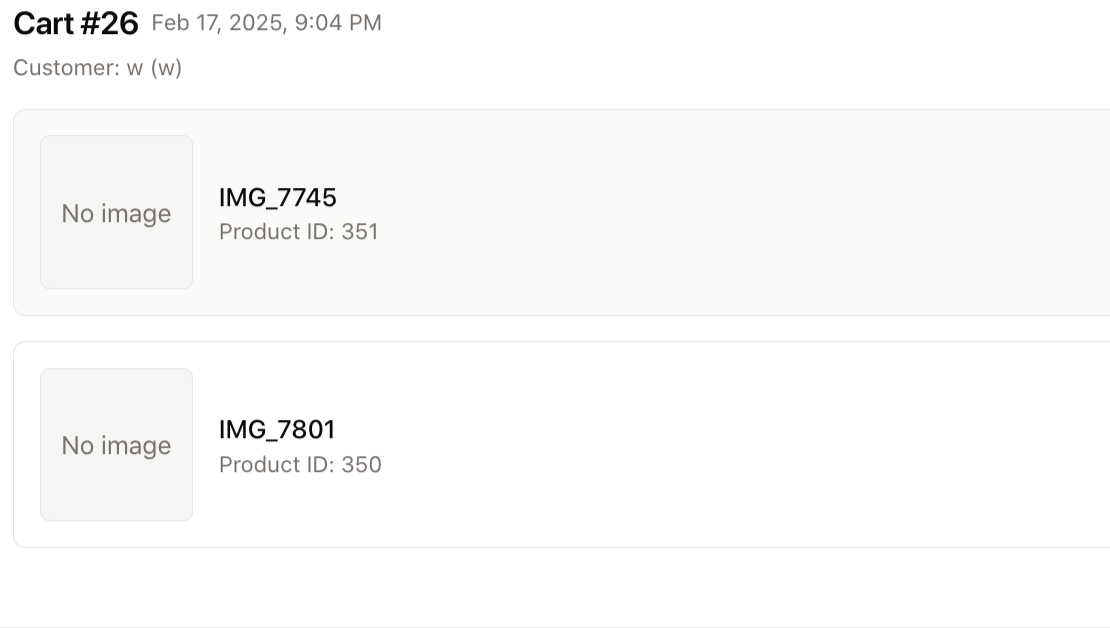 Cart #26 Feb 17, 2025, 9:04 PM
Customer: w (w)
No image
IMG_7745
Product ID: 351
No image
IMG_7801
Product ID: 350